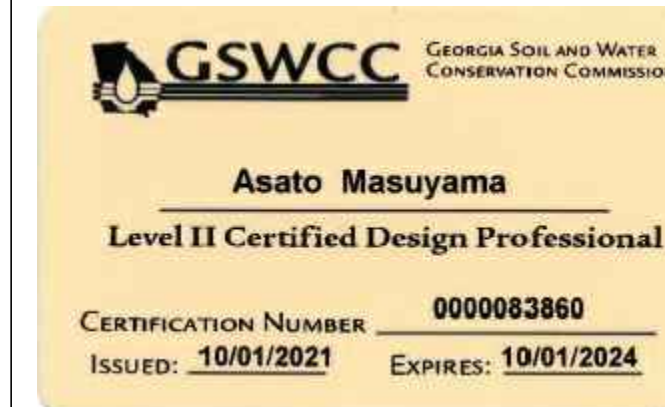 GSWCC
GEORGIA SOIL AND WATER
CONSERVATION COMMISSIO
Asato Masuyama
Level II Certified Design Professional
CERTIFICATION NUMBER 0000083860
ISSUED: 10/01/2021 EXPIRES: 10/01/2024